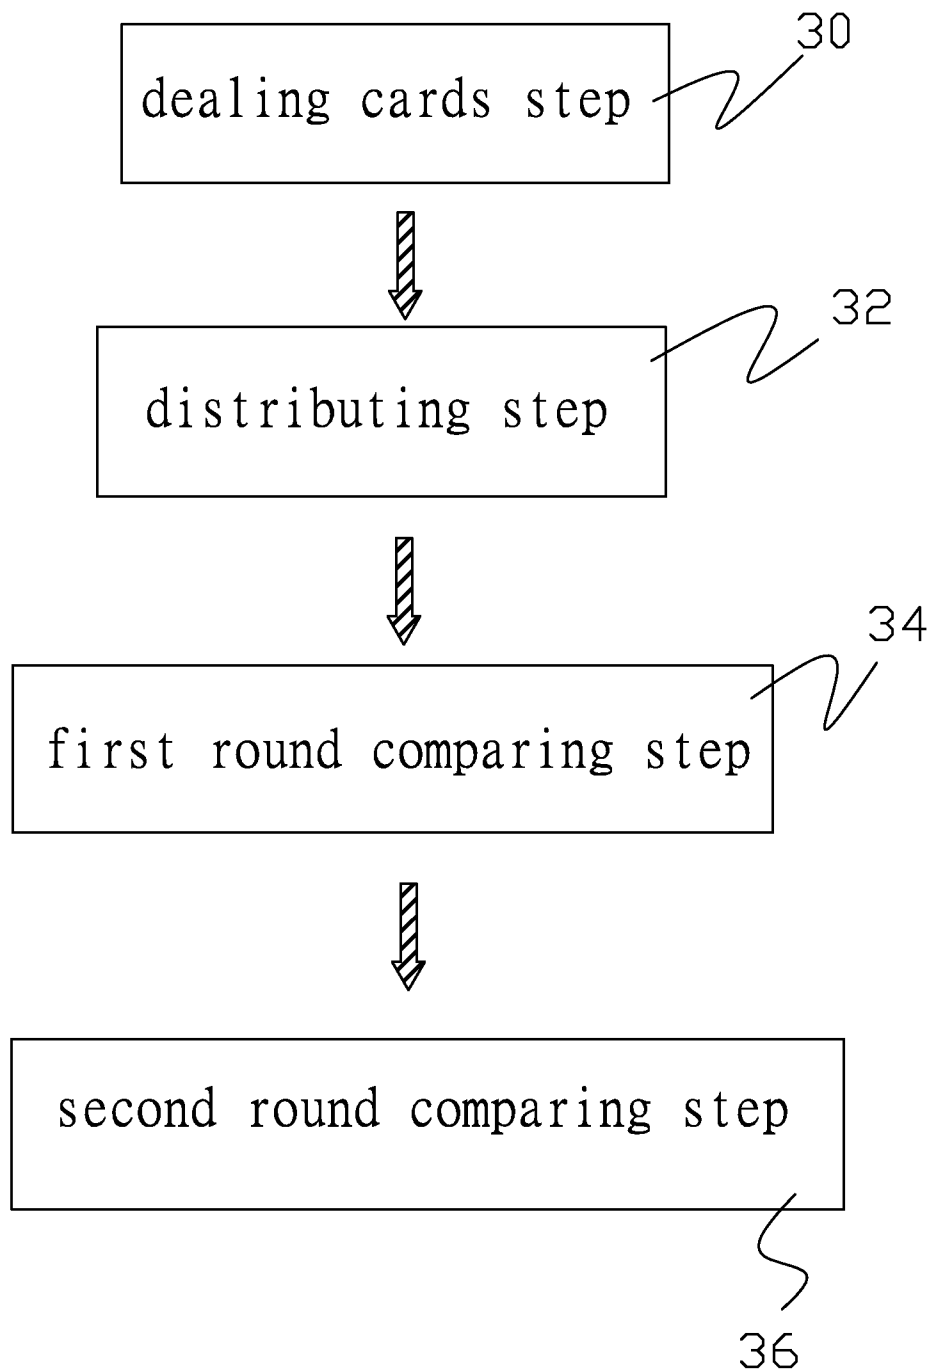 30
dealing cards step
32
distributing step
34
first round comparing step
second round comparing step
36